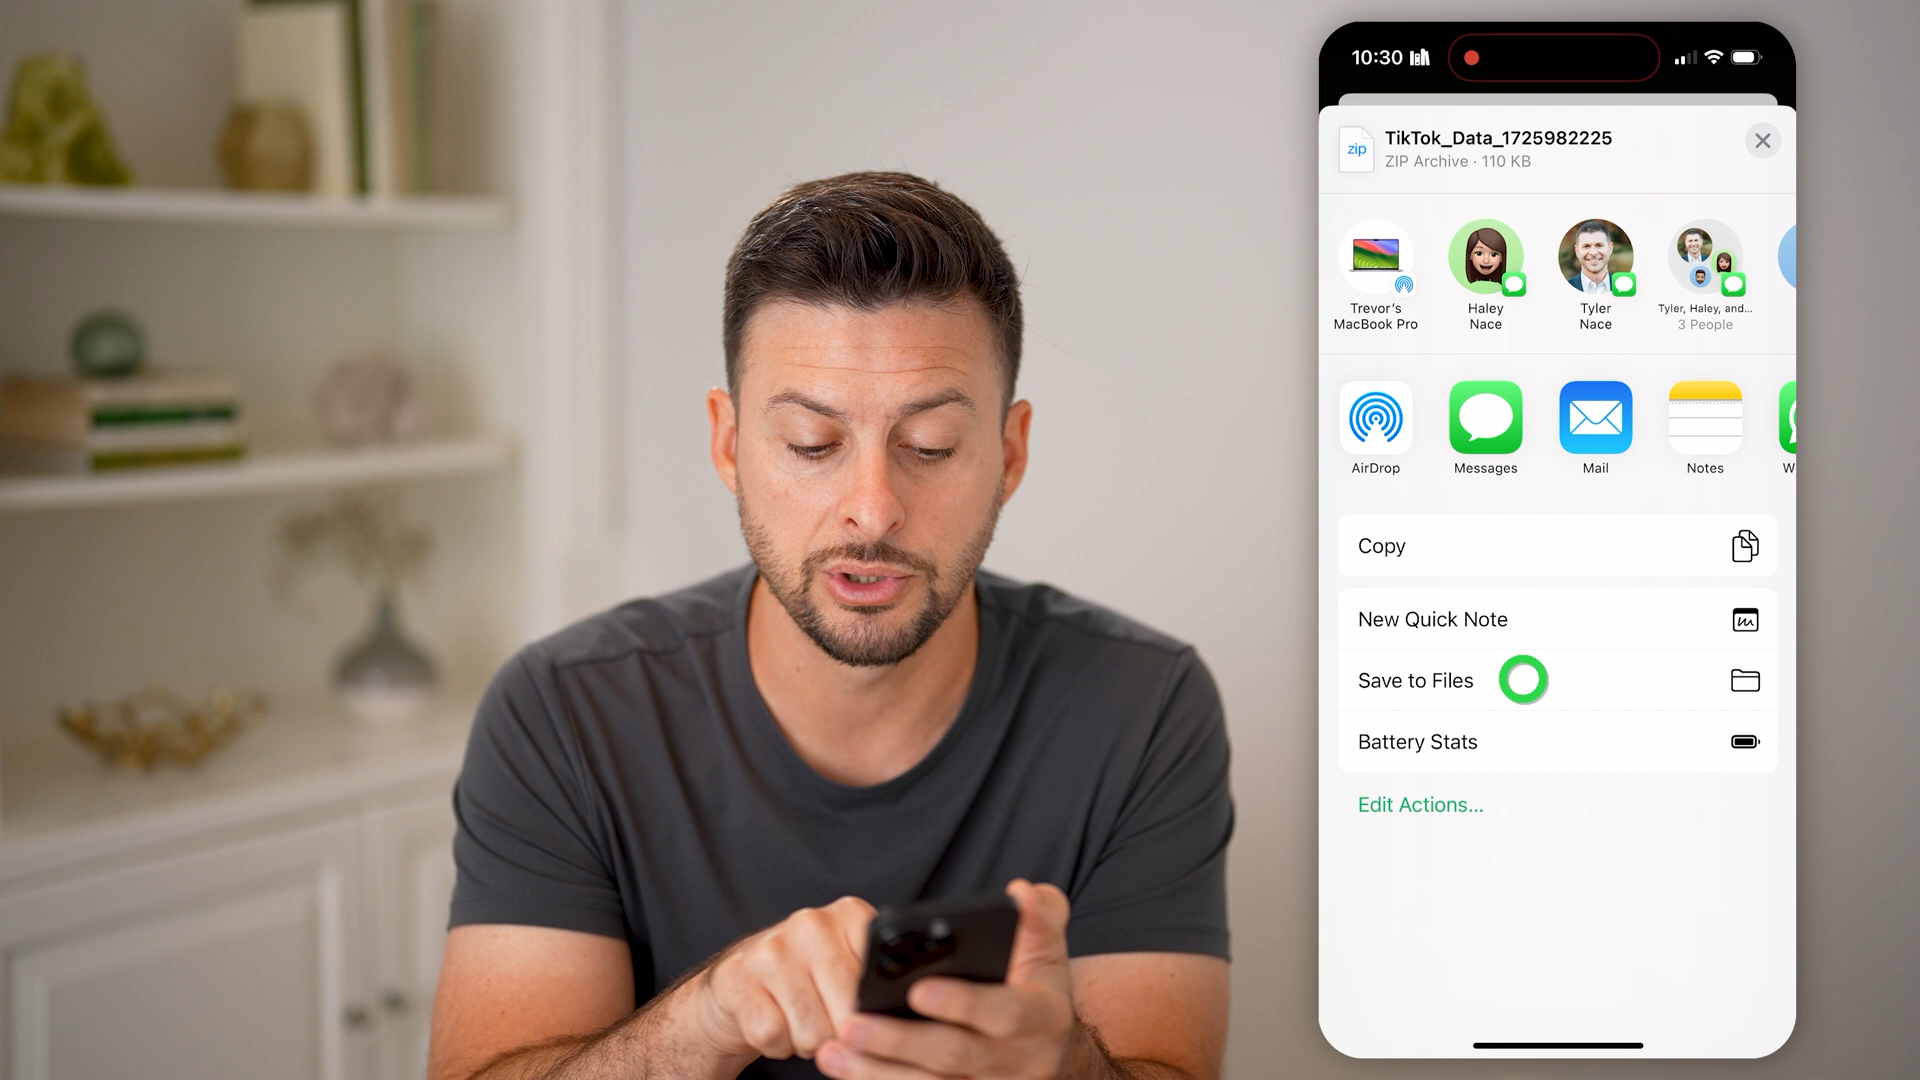 10:30
TikTok_Data_1725982225
zip
ZIP Archive · 110 KB
Trevor's
MacBook Pro
Haley
Nace
Tyler
Nace
Tyler, Haley, and...
3 People
AirDrop
Messages
Mail
Notes
W
Copy
New Quick Note
Save to Files
Battery Stats
Edit Actions...